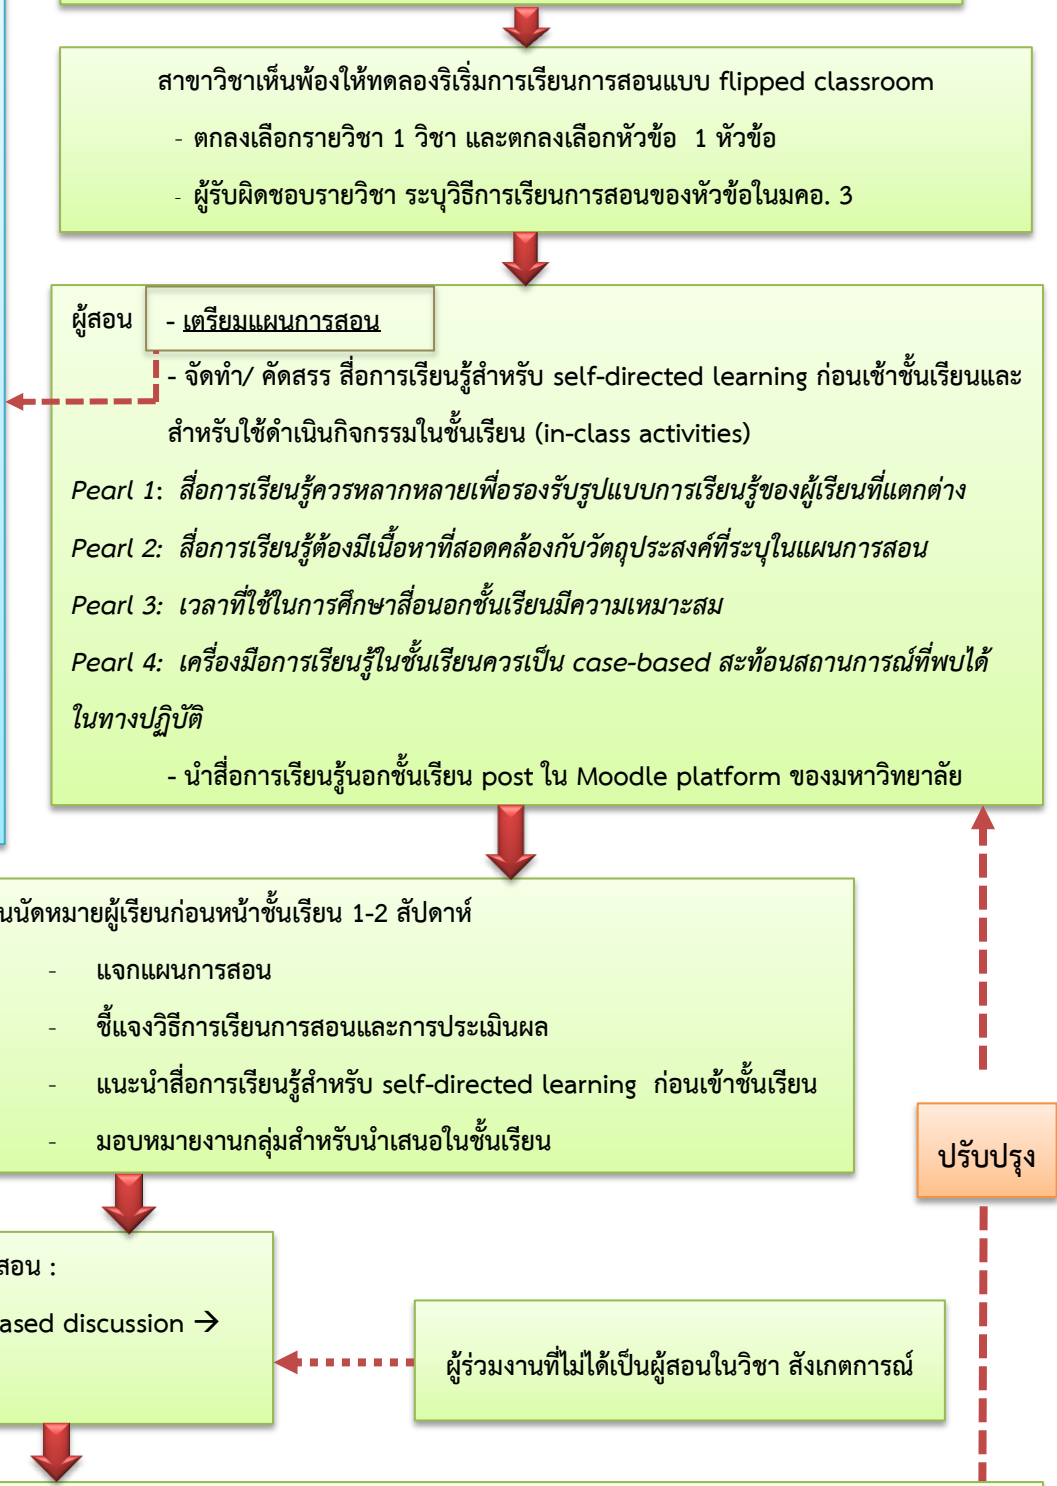 สาขาวิชาเห็นพ้องให้ทดลองริเริ่มการเรียนการสอนแบบ flipped classroom
- ตกลงเลือกรายวิชา 1 วิชา และตกลงเลือกหัวข้อ 1 หัวข้อ
- ผู้รับผิดชอบรายวิชา ระบุวิธีการเรียนการสอนของหัวข้อในมคอ. 3
ผู้สอน - เตรียมแผนการสอน
- จัดทำ/ คัดสรร สื่อการเรียนรู้สำหรับ self-directed learning ก่อนเช้าชั้นเรียนและ
สำหรับใช้ดำเนินกิจกรรมในชั้นเรียน (in-class activities)
Pearl 1: สื่อการเรียนรู้ควรหลากหลายเพื่อรองรับรูปแบบการเรียนรู้ของผู้เรียนที่แตกต่าง
Pearl 2: สื่อการเรียนรู้ต้องมีเนื้อหาที่สอดคล้องกับวัตถุประสงค์ที่ระบุในแผนการสอน
Pearl 3: เวลาที่ใช้ในการศึกษาสื่อนอกชั้นเรียนมีความเหมาะสม
Pearl 4: เครื่องมือการเรียนรู้ในชั้นเรียนควรเป็น case-based สะท้อนสถานการณ์ที่พบได้
ในทางปฏิบัติ
- นำสื่อการเรียนรู้นอกชั้นเรียน post ใน Moodle platform ของมหาวิทยาลัย
นนัดหมายผู้เรียนก่อนหน้าชั้นเรียน 1-2 สัปดาห์
- แจกแผนการสอน
- ชี้แจงวิธีการเรียนการสอนและการประเมินผล
- แนะนำสื่อการเรียนรู้สำหรับ self-directed learning ก่อนเข้าชั้นเรียน
- มอบหมายงานกลุ่มสำหรับนำเสนอในชั้นเรียน
ปรับปรุง
สอน :
ased discussion →
ผู้ร่วมงานที่ไม่ได้เป็นผู้สอนในวิชา สังเกตการณ์